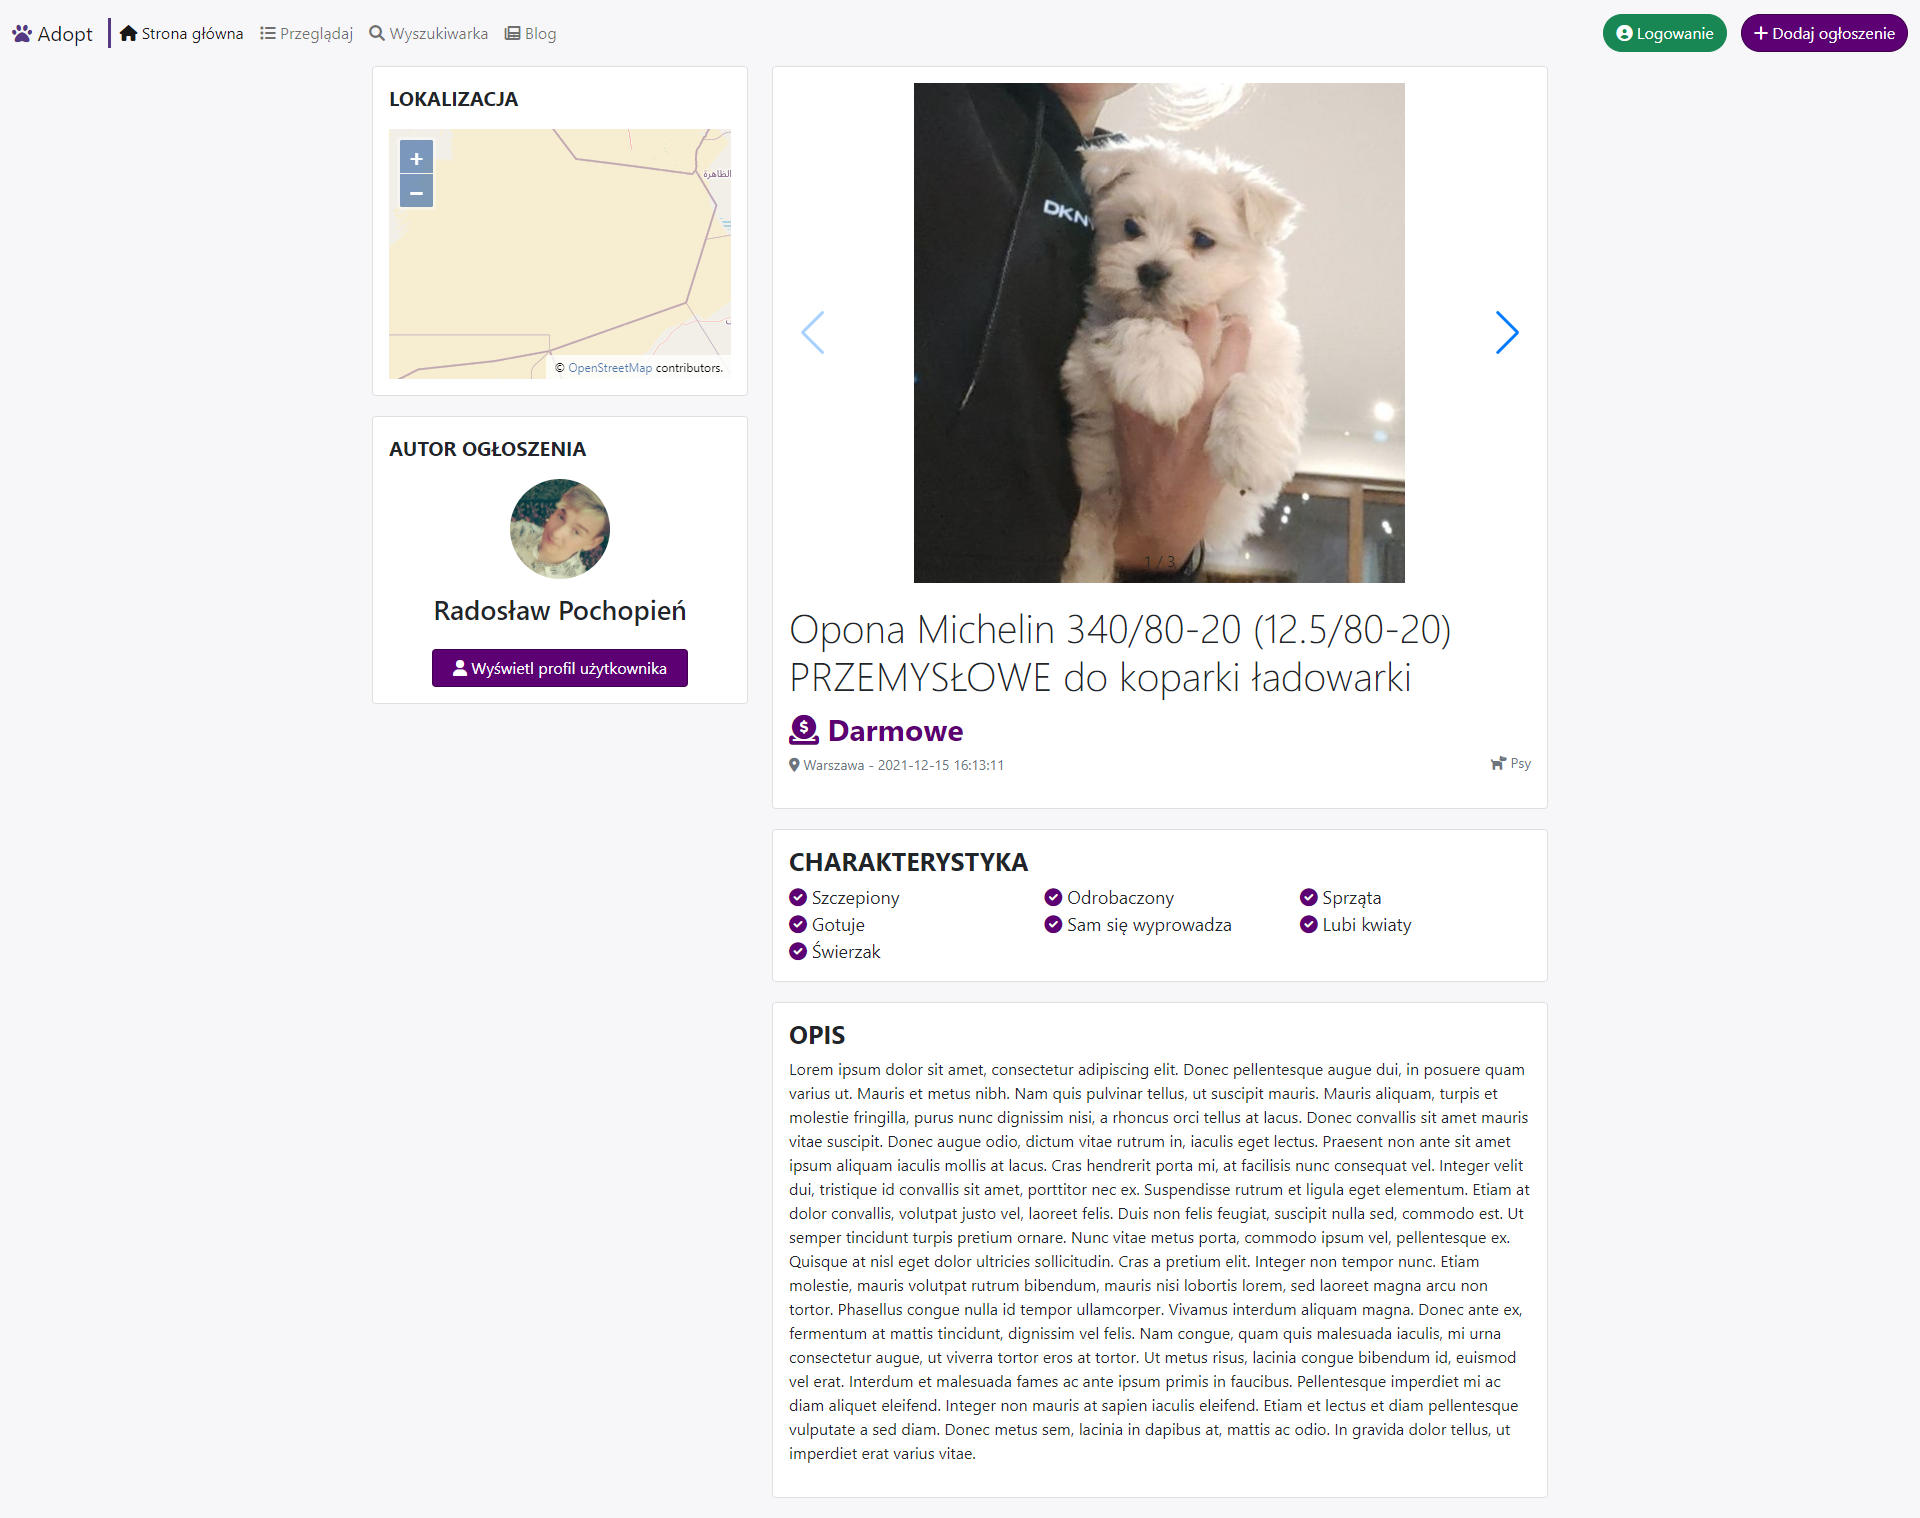 Adopt
Strona główna
Przeglądaj
Wyszukiwarka
Blog
Logowanie
+ Dodaj ogłoszenie
LOKALIZACJA
+
−
الظاهرة
© OpenStreetMap contributors.
AUTOR OGŁOSZENIA
Radosław Pochopień
Wyświetl profil użytkownika
DKNY
1 / 3
Opona Michelin 340/80-20 (12.5/80-20)
PRZEMYSŁOWE do koparki ładowarki
Darmowe
Warszawa - 2021-12-15 16:13:11
Psy
CHARAKTERYSTYKA
Szczepiony
Odrobaczony
Sprząta
Gotuje
Sam się wyprowadza
Lubi kwiaty
Świerzak
OPIS
Lorem ipsum dolor sit amet, consectetur adipiscing elit. Donec pellentesque augue dui, in posuere quam
varius ut. Mauris et metus nibh. Nam quis pulvinar tellus, ut suscipit mauris. Mauris aliquam, turpis et
molestie fringilla, purus nunc dignissim nisi, a rhoncus orci tellus at lacus. Donec convallis sit amet mauris
vitae suscipit. Donec augue odio, dictum vitae rutrum in, iaculis eget lectus. Praesent non ante sit amet
ipsum aliquam iaculis mollis at lacus. Cras hendrerit porta mi, at facilisis nunc consequat vel. Integer velit
dui, tristique id convallis sit amet, porttitor nec ex. Suspendisse rutrum et ligula eget elementum. Etiam at
dolor convallis, volutpat justo vel, laoreet felis. Duis non felis feugiat, suscipit nulla sed, commodo est. Ut
semper tincidunt turpis pretium ornare. Nunc vitae metus porta, commodo ipsum vel, pellentesque ex.
Quisque at nisl eget dolor ultricies sollicitudin. Cras a pretium elit. Integer non tempor nunc. Etiam
molestie, mauris volutpat rutrum bibendum, mauris nisi lobortis lorem, sed laoreet magna arcu non
tortor. Phasellus congue nulla id tempor ullamcorper. Vivamus interdum aliquam magna. Donec ante ex,
fermentum at mattis tincidunt, dignissim vel felis. Nam congue, quam quis malesuada iaculis, mi urna
consectetur augue, ut viverra tortor eros at tortor. Ut metus risus, lacinia congue bibendum id, euismod
vel erat. Interdum et malesuada fames ac ante ipsum primis in faucibus. Pellentesque imperdiet mi ac
diam aliquet eleifend. Integer non mauris at sapien iaculis eleifend. Etiam et lectus et diam pellentesque
vulputate a sed diam. Donec metus sem, lacinia in dapibus at, mattis ac odio. In gravida dolor tellus, ut
imperdiet erat varius vitae.